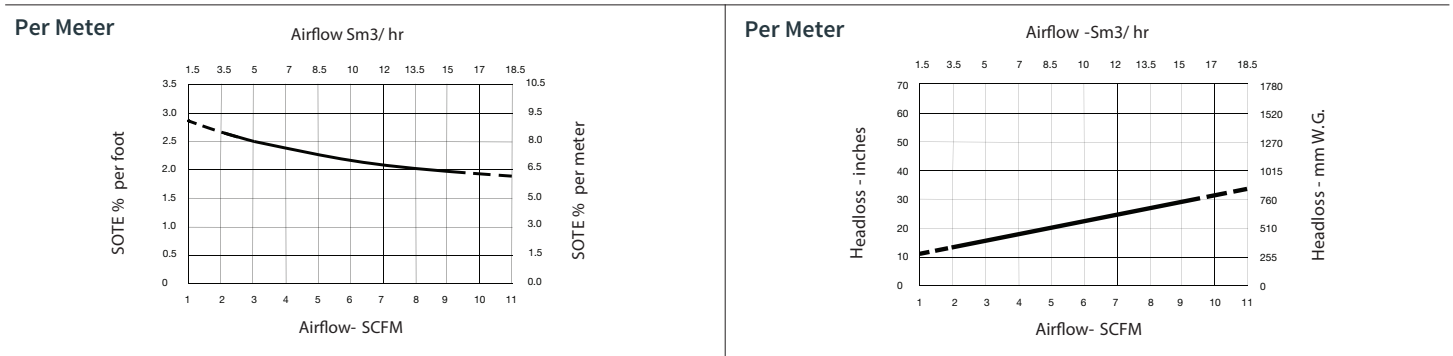 Per Meter
Airflow Sm3/ hr
1.5 3.5 5 7 8.5 10 12 13.5 15 17 18.5
3.5 10.5
3.0 9.5
2.5 8.0
2.0 6.5
1.5 5.0
1.0 3.0
0.5 1.5
0 0.0
SOTE % per foot
SOTE % per meter
1 2 3 4 5 6 7 8 9 10 11
Airflow- SCFM
Per Meter
Airflow -Sm3/ hr
1.5 3.5 5 7 8.5 10 12 13.5 15 17 18.5
70 1780
60 1520
50 1270
40 1015
30 760
20 510
10 255
0 0
Headloss - inches
Headloss - mm W.G.
1 2 3 4 5 6 7 8 9 10 11
Airflow- SCFM